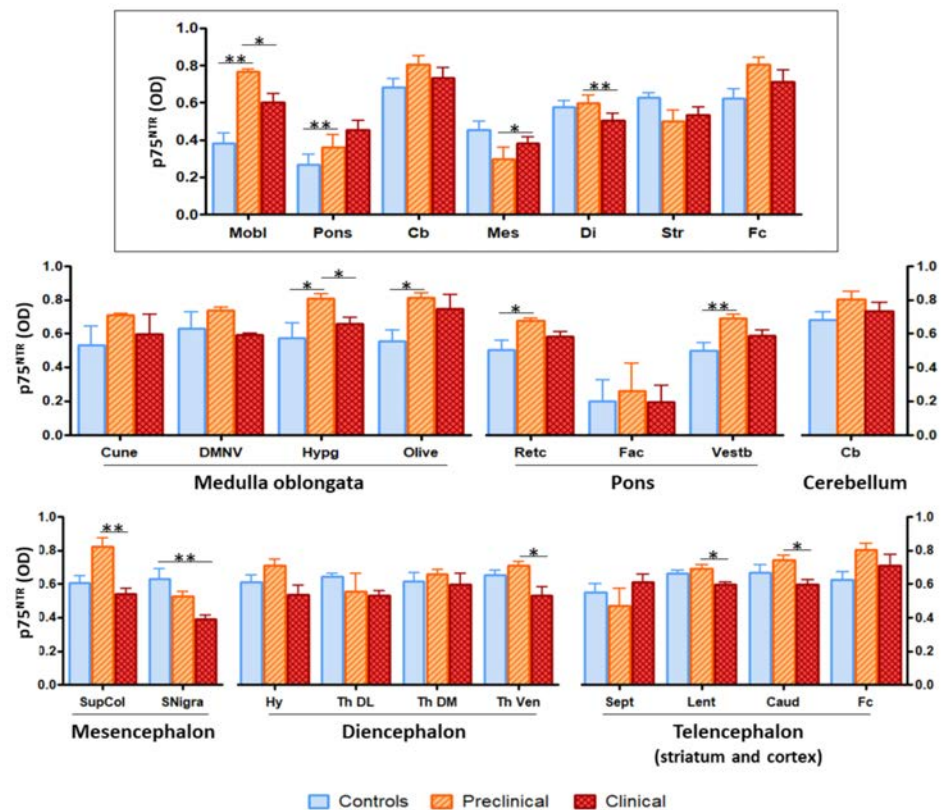 * ** ** * **
p75NTR (OD)
1.0
0.8
0.6
0.4
0.2
0.0
Mobl Pons Cb Mes Di Str Fc
* * * * **
p75NTR (OD)
1.0 1.0
0.8 0.8
0.6 0.6
0.4 0.4
0.2 0.2
0.0 0.0
Cune DMNV Hypg Olive Retc Fac Vestb Cb
Medulla oblongata Pons Cerebellum
** ** * * *
p75NTR (OD)
1.0 1.0
0.8 0.8
0.6 0.6
0.4 0.4
0.2 0.2
0.0 0.0
SupCol SNigra Hy Th DL Th DM Th Ven Sept Lent Caud Fc
Mesencephalon Diencephalon Telencephalon
(striatum and cortex)
Controls Preclinical Clinical